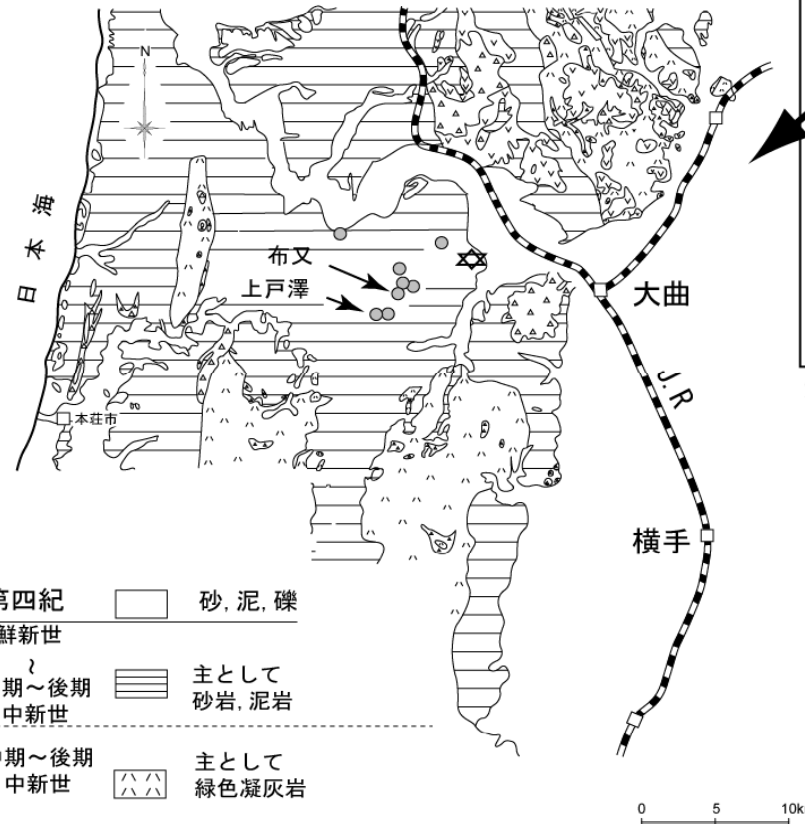 N
日本海
布又
上戸澤
大曲
J.R
本荘市
横手
第四紀
砂, 泥, 礫
鮮新世
～
期～後期
中新世
主として
砂岩, 泥岩
期～後期
中新世
主として
緑色凝灰岩
0 5 10k